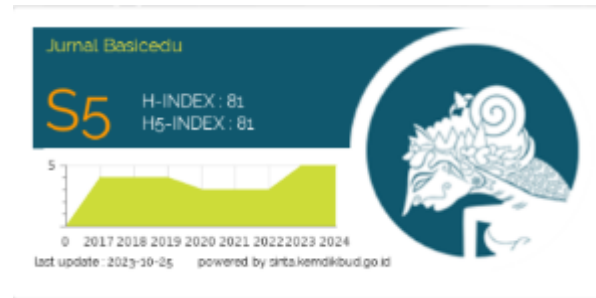 Jurnal Basicedu
S5
H-INDEX : 81
H5-INDEX : 81
5
0 2017 2018 2019 2020 2021 2022 2023 2024
last update : 2023-10-25 powered by sinta.kemdikbud.go.id